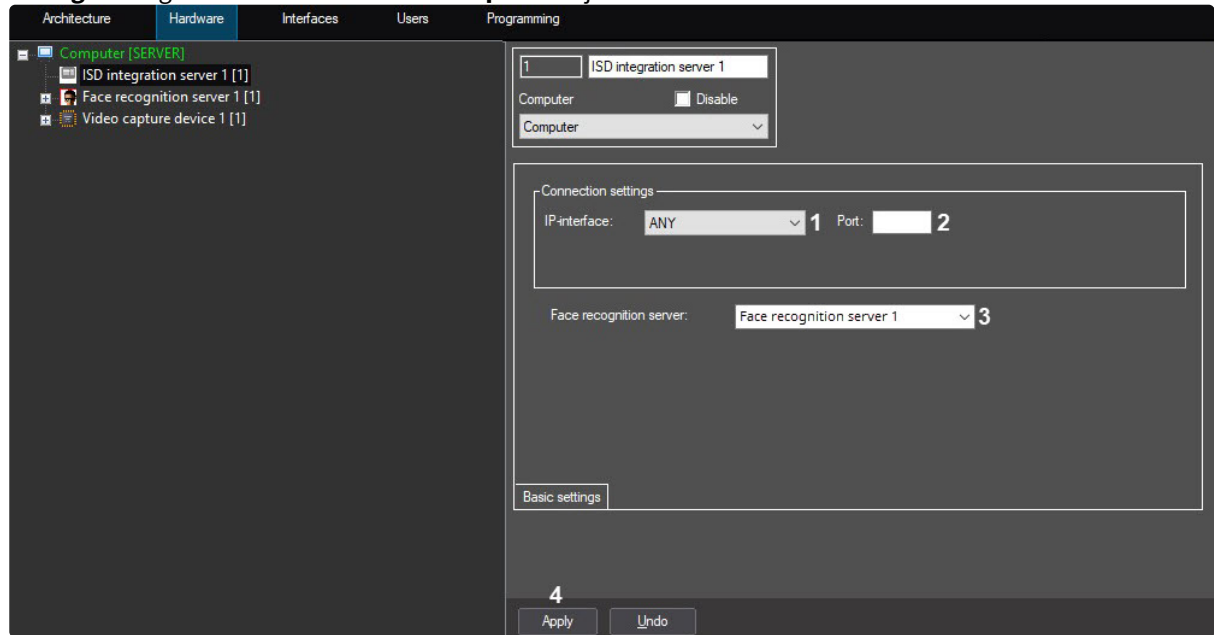 Architecture Hardware Interfaces Users Programming
Computer [SERVER]
ISD integration server 1 [1]
Face recognition server 1 [1]
Video capture device 1 [1]
1 ISD integration server 1
Computer Disable
Computer
Connection settings
IP-interface: ANY 1 Port: 2
Face recognition server: Face recognition server 1 3
Basic settings
4
Apply Undo